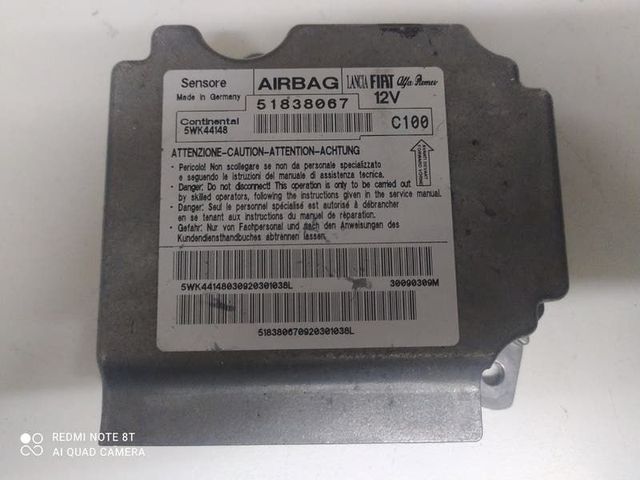 Sensore AIRBAG LANCIA FIAT Alfa Romeo
Made in Germany 51838067 12V
Continental
5WK44148 C100
ATTENZIONE-CAUTION-ATTENTION-ACHTUNG
- Pericolo! Non scollegare se non da personale specializzato
e seguendo le istruzioni del manuale di assistenza tecnica.
- Danger: Do not disconnect! This operation is only to be carried out
by skilled operators, following the instructions given in the service manual.
- Danger: Seul le personnel spécialisé est autorisé à débrancher
en se tenant aux instructions du manuel de réparation.
- Gefahr: Nur von Fachpersonal und nach den Anweisungen des
Kundendiensthandbuches abtrennen lassen.
5WK44148030920301038L 30090309M
518380670920301038L
REDMI NOTE 8T
AI QUAD CAMERA